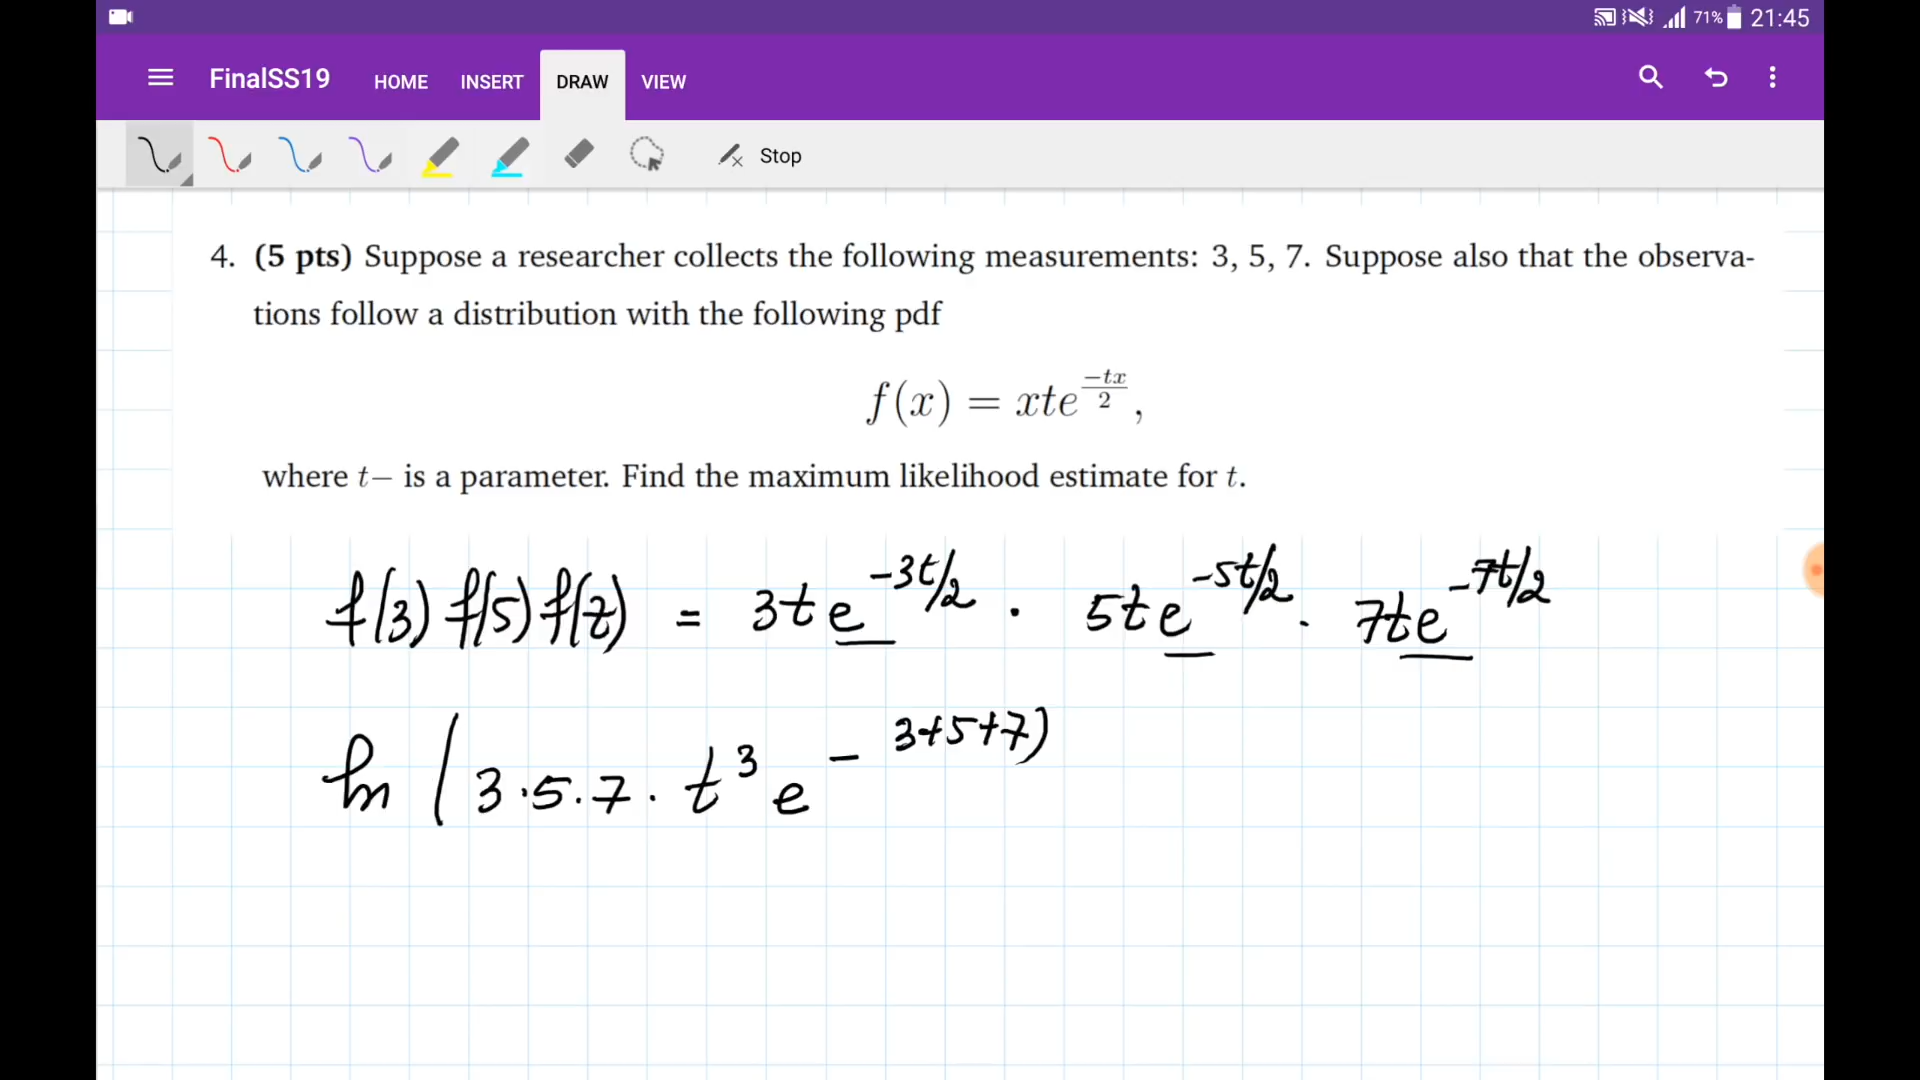 71% 21:45
FinalSS19 HOME INSERT DRAW VIEW
Stop
4. (5 pts) Suppose a researcher collects the following measurements: 3, 5, 7. Suppose also that the observa-
tions follow a distribution with the following pdf
f(x) = xte^{\frac{-tx}{2}},
where t− is a parameter. Find the maximum likelihood estimate for t.
f(3) f(5) f(7) = 3te^{-3t/2} · 5te^{-5t/2} · 7te^{-7t/2}
ln (3·5·7· t^3 e^{- 3+5+7)}